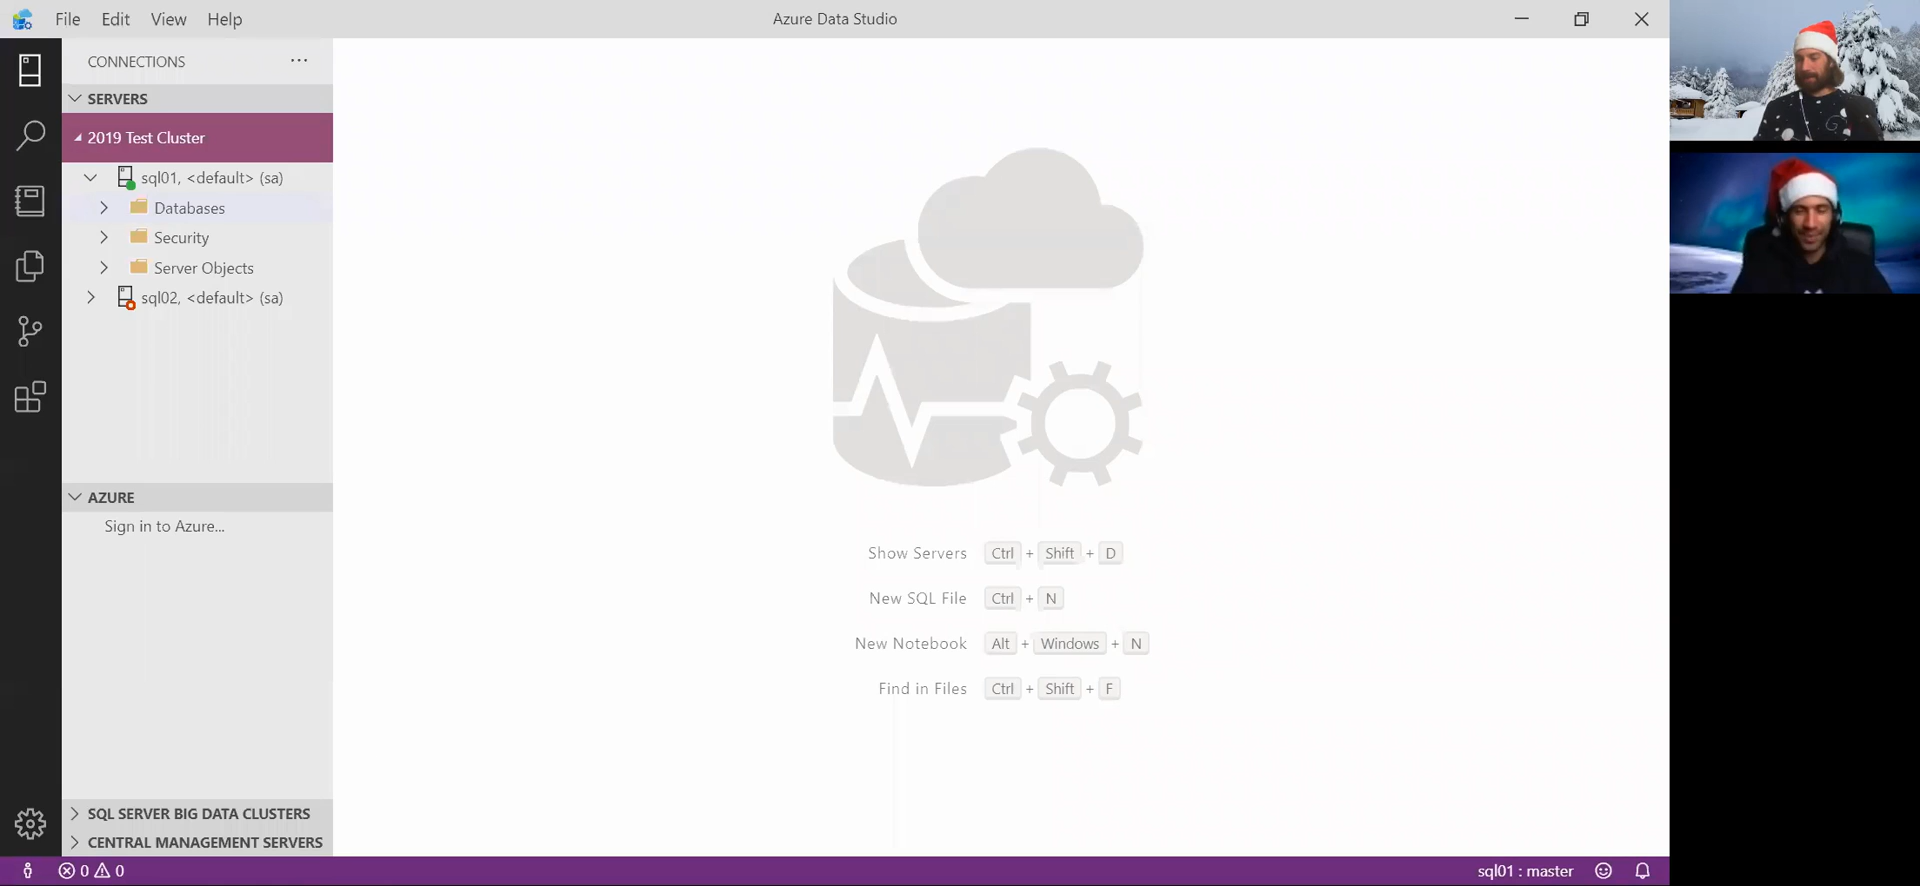 File Edit View Help
Azure Data Studio
CONNECTIONS
SERVERS
2019 Test Cluster
sql01, <default> (sa)
Databases
Security
Server Objects
sql02, <default> (sa)
AZURE
Sign in to Azure...
SQL SERVER BIG DATA CLUSTERS
CENTRAL MANAGEMENT SERVERS
Show Servers Ctrl + Shift + D
New SQL File Ctrl + N
New Notebook Alt + Windows + N
Find in Files Ctrl + Shift + F
0 0
sql01 : master